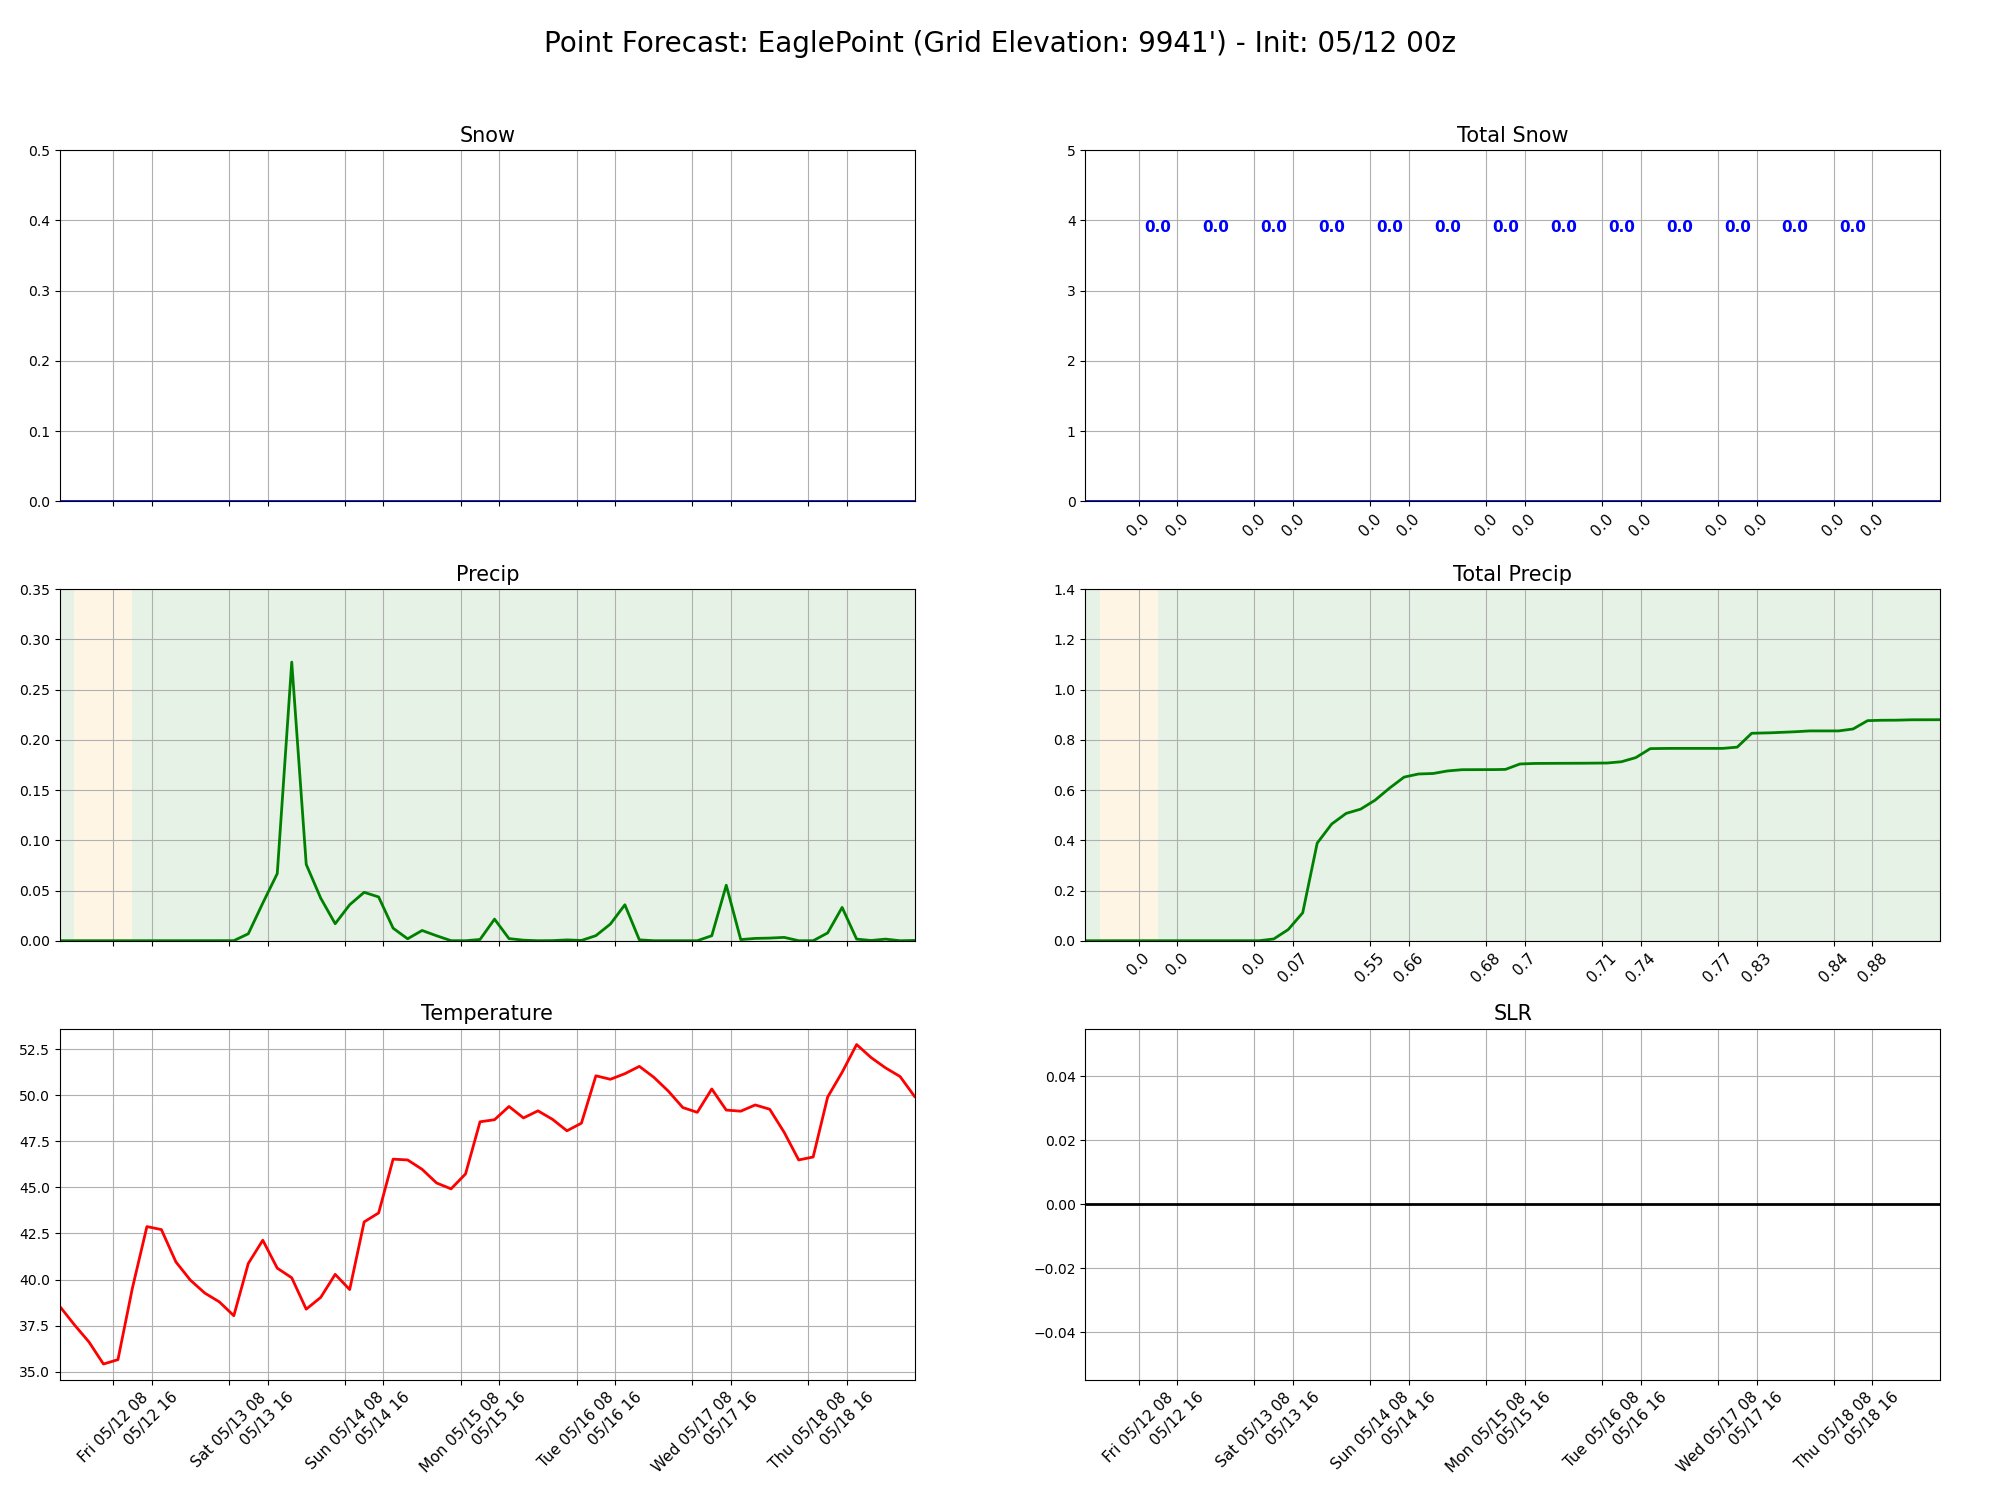 Point Forecast: EaglePoint (Grid Elevation: 9941') - Init: 05/12 00z
Snow
0.5
0.4
0.3
0.2
0.1
0.0
Total Snow
5
4
3
2
1
0
0.0 0.0 0.0 0.0 0.0 0.0 0.0 0.0 0.0 0.0 0.0 0.0 0.0
0.0 0.0 0.0 0.0 0.0 0.0 0.0 0.0 0.0 0.0 0.0 0.0 0.0 0.0
Precip
0.35
0.30
0.25
0.20
0.15
0.10
0.05
0.00
Total Precip
1.4
1.2
1.0
0.8
0.6
0.4
0.2
0.0
0.0 0.0 0.0 0.07 0.55 0.66 0.68 0.7 0.71 0.74 0.77 0.83 0.84 0.88
Temperature
52.5
50.0
47.5
45.0
42.5
40.0
37.5
35.0
Fri 05/12 08
05/12 16
Sat 05/13 08
05/13 16
Sun 05/14 08
05/14 16
Mon 05/15 08
05/15 16
Tue 05/16 08
05/16 16
Wed 05/17 08
05/17 16
Thu 05/18 08
05/18 16
SLR
0.04
0.02
0.00
−0.02
−0.04
Fri 05/12 08
05/12 16
Sat 05/13 08
05/13 16
Sun 05/14 08
05/14 16
Mon 05/15 08
05/15 16
Tue 05/16 08
05/16 16
Wed 05/17 08
05/17 16
Thu 05/18 08
05/18 16